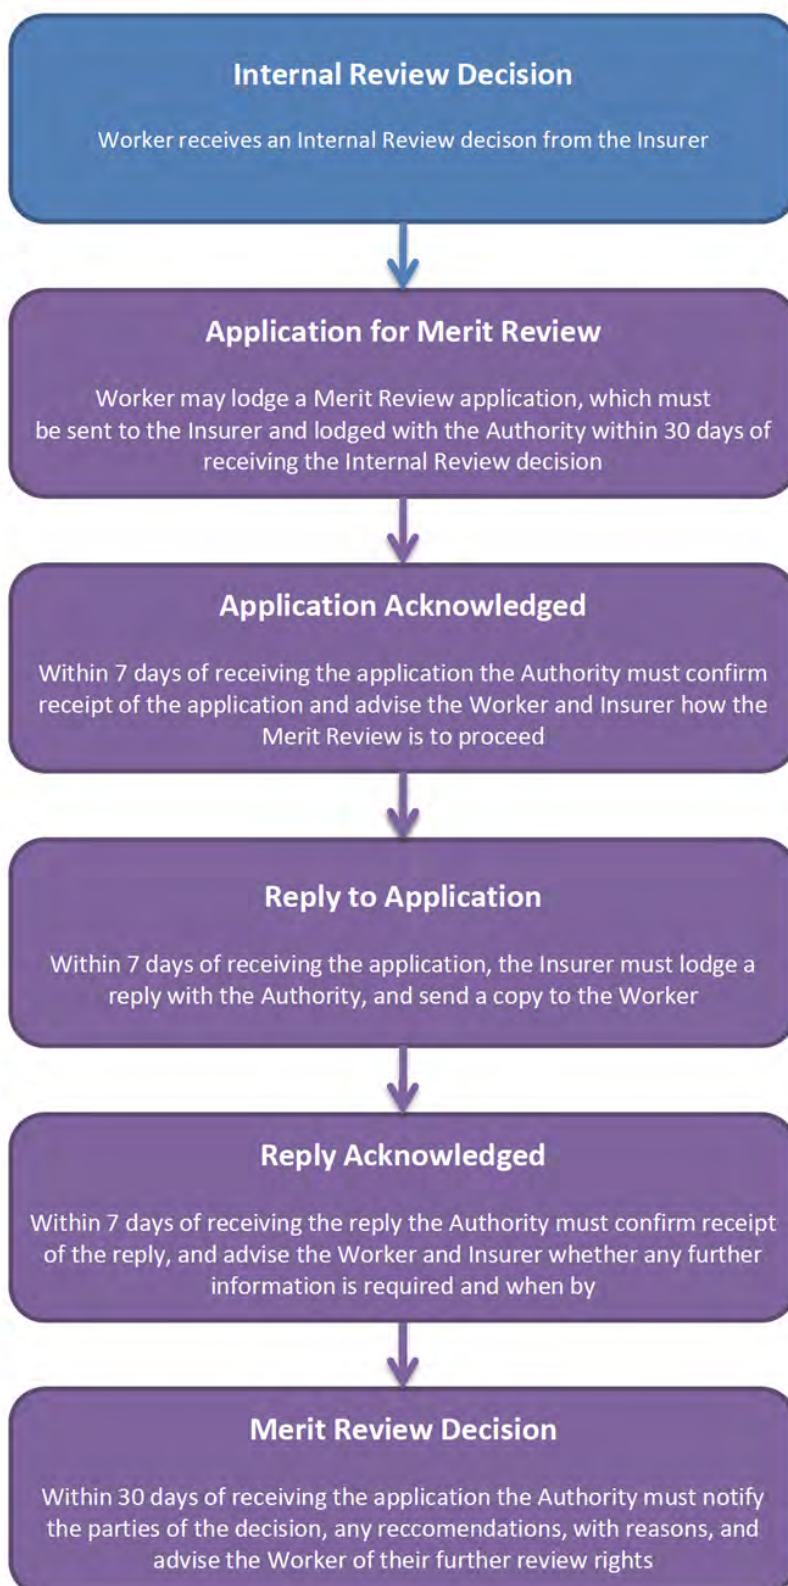 Internal Review Decision
Worker receives an Internal Review decison from the Insurer
Application for Merit Review
Worker may lodge a Merit Review application, which must
be sent to the Insurer and lodged with the Authority within 30 days of
receiving the Internal Review decision
Application Acknowledged
Within 7 days of receiving the application the Authority must confirm
receipt of the application and advise the Worker and Insurer how the
Merit Review is to proceed
Reply to Application
Within 7 days of receiving the application, the Insurer must lodge a
reply with the Authority, and send a copy to the Worker
Reply Acknowledged
Within 7 days of receiving the reply the Authority must confirm receipt
of the reply, and advise the Worker and Insurer whether any further
information is required and when by
Merit Review Decision
Within 30 days of receiving the application the Authority must notify
the parties of the decision, any reccomendations, with reasons, and
advise the Worker of their further review rights